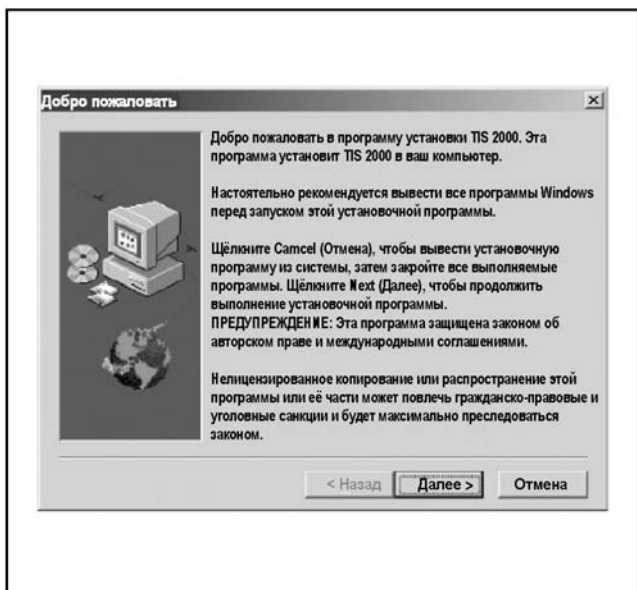 Добро пожаловать
Добро пожаловать в программу установки TIS 2000. Эта
программа установит TIS 2000 в ваш компьютер.
Настоятельно рекомендуется вывести все программы Windows
перед запуском этой установочной программы.
Щёлкните Camcel (Отмена), чтобы вывести установочную
программу из системы, затем закройте все выполняемые
программы. Щёлкните Next (Далее), чтобы продолжить
выполнение установочной программы.
ПРЕДУПРЕЖДЕНИЕ: Эта программа защищена законом об
авторском праве и международными соглашениями.
Нелицензированное копирование или распространение этой
программы или её части может повлечь гражданско-правовые и
уголовные санкции и будет максимально преследоваться
законом.
< Назад Далее > Отмена